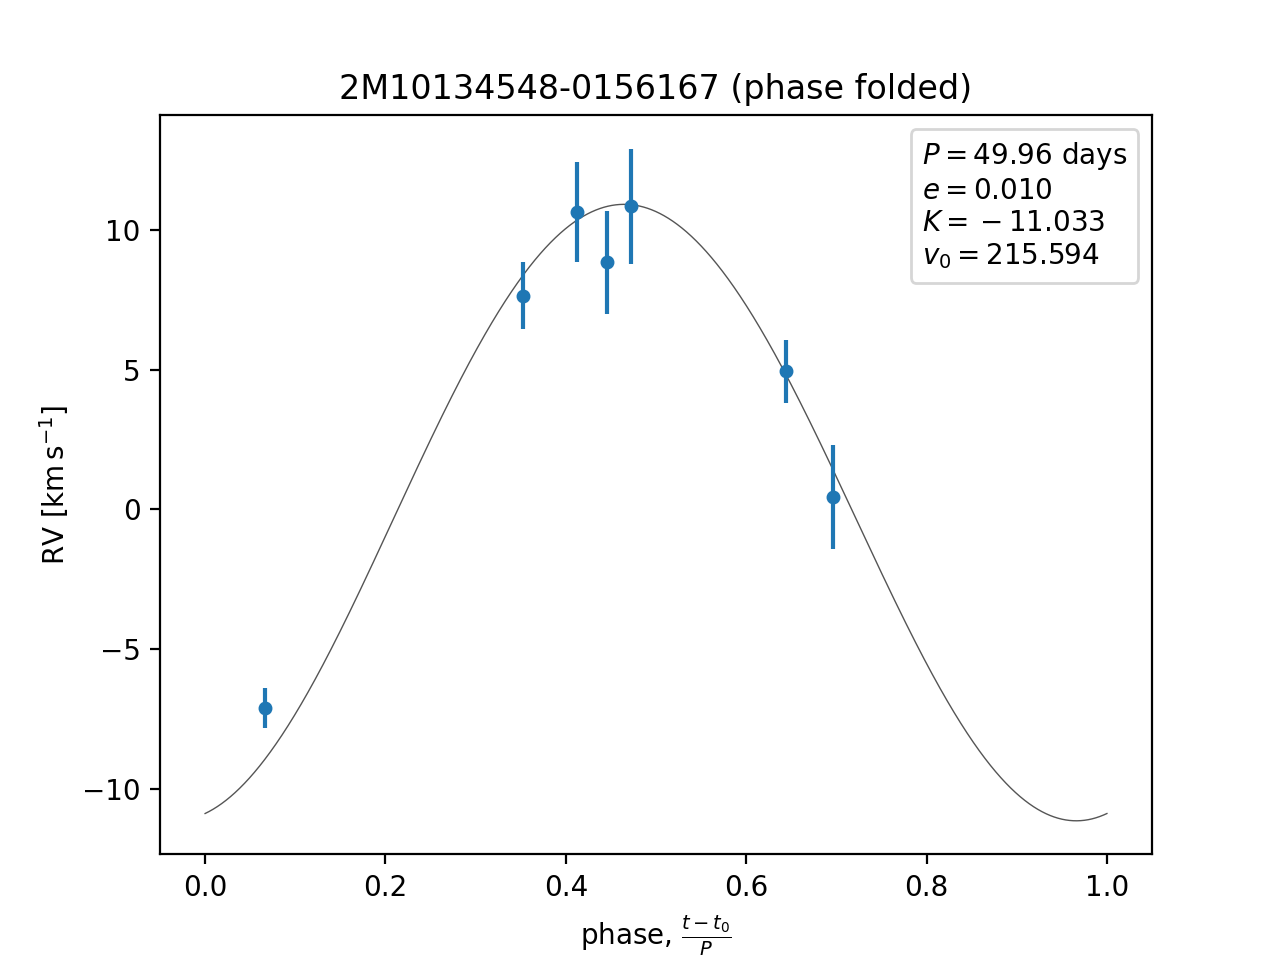 2M10134548-0156167 (phase folded)
P = 49.96 days
e = 0.010
K = −11.033
v₀ = 215.594
10
5
0
−5
−10
RV [km s⁻¹]
0.0 0.2 0.4 0.6 0.8 1.0
phase, (t − t₀)/P